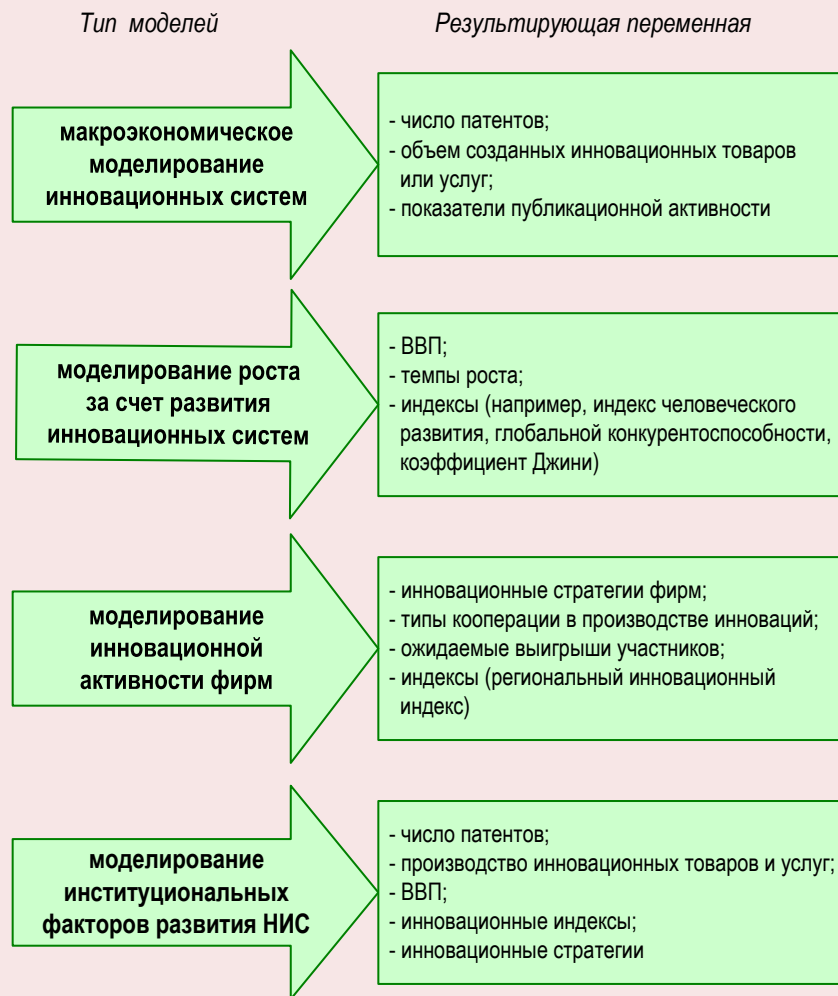 Тип моделей
Результирующая переменная
макроэкономическое
моделирование
инновационных систем
- число патентов;
- объем созданных инновационных товаров
или услуг;
- показатели публикационной активности
моделирование роста
за счет развития
инновационных систем
- ВВП;
- темпы роста;
- индексы (например, индекс человеческого
развития, глобальной конкурентоспособности,
коэффициент Джини)
моделирование
инновационной
активности фирм
- инновационные стратегии фирм;
- типы кооперации в производстве инноваций;
- ожидаемые выигрыши участников;
- индексы (региональный инновационный
индекс)
моделирование
институциональных
факторов развития НИС
- число патентов;
- производство инновационных товаров и услуг;
- ВВП;
- инновационные индексы;
- инновационные стратегии